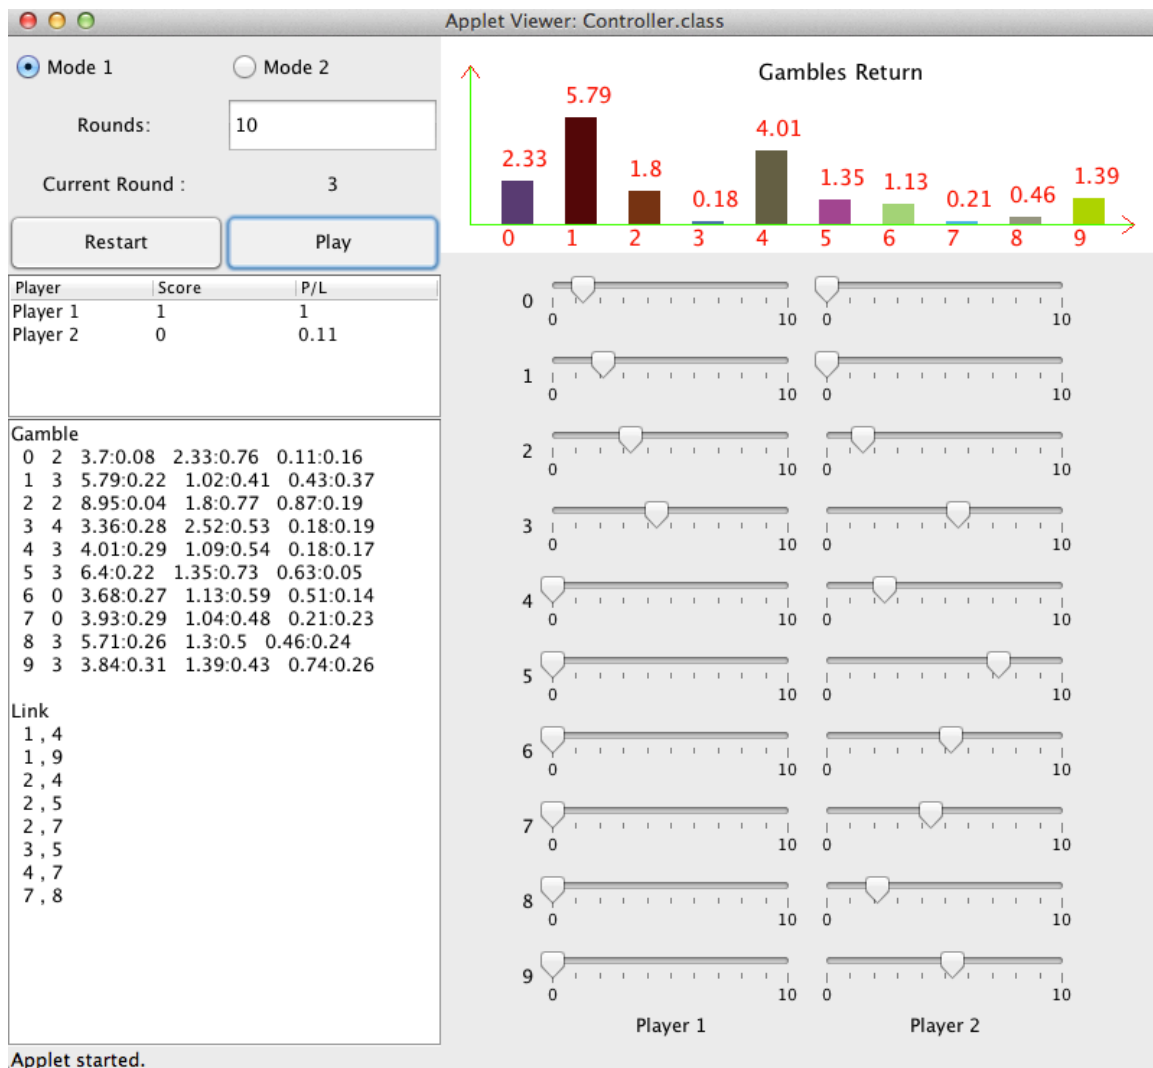 Applet Viewer: Controller.class
Mode 1 Mode 2
Rounds: 10
Current Round : 3
Restart Play
Player Score P/L
Player 1 1 1
Player 2 0 0.11
Gamble
0 2 3.7:0.08 2.33:0.76 0.11:0.16
1 3 5.79:0.22 1.02:0.41 0.43:0.37
2 2 8.95:0.04 1.8:0.77 0.87:0.19
3 4 3.36:0.28 2.52:0.53 0.18:0.19
4 3 4.01:0.29 1.09:0.54 0.18:0.17
5 3 6.4:0.22 1.35:0.73 0.63:0.05
6 0 3.68:0.27 1.13:0.59 0.51:0.14
7 0 3.93:0.29 1.04:0.48 0.21:0.23
8 3 5.71:0.26 1.3:0.5 0.46:0.24
9 3 3.84:0.31 1.39:0.43 0.74:0.26
Link
1 , 4
1 , 9
2 , 4
2 , 5
2 , 7
3 , 5
4 , 7
7 , 8
Gambles Return
2.33 5.79 1.8 0.18 4.01 1.35 1.13 0.21 0.46 1.39
0 1 2 3 4 5 6 7 8 9
0
0 10 0 10
1
0 10 0 10
2
0 10 0 10
3
0 10 0 10
4
0 10 0 10
5
0 10 0 10
6
0 10 0 10
7
0 10 0 10
8
0 10 0 10
9
0 10 0 10
Player 1 Player 2
Applet started.